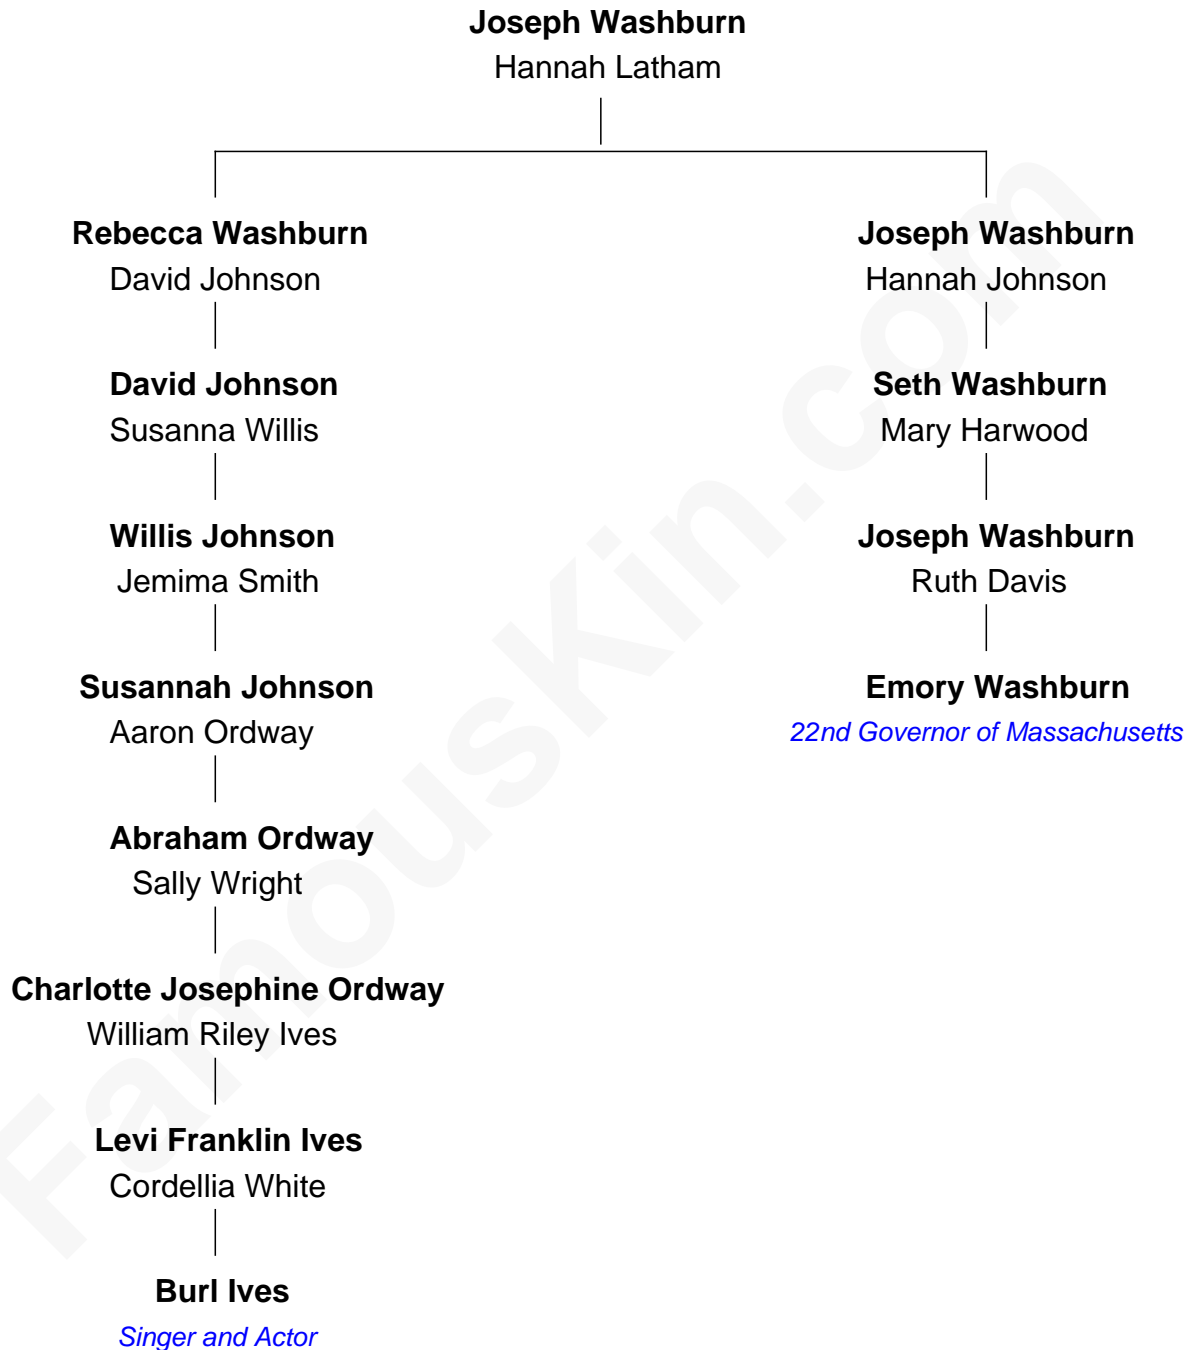 Joseph Washburn
Hannah Latham
Rebecca Washburn
David Johnson
Joseph Washburn
Hannah Johnson
David Johnson
Susanna Willis
Seth Washburn
Mary Harwood
Willis Johnson
Jemima Smith
Joseph Washburn
Ruth Davis
Susannah Johnson
Aaron Ordway
Emory Washburn
22nd Governor of Massachusetts
Abraham Ordway
Sally Wright
Charlotte Josephine Ordway
William Riley Ives
Levi Franklin Ives
Cordellia White
Burl Ives
Singer and Actor
FamousKin.com